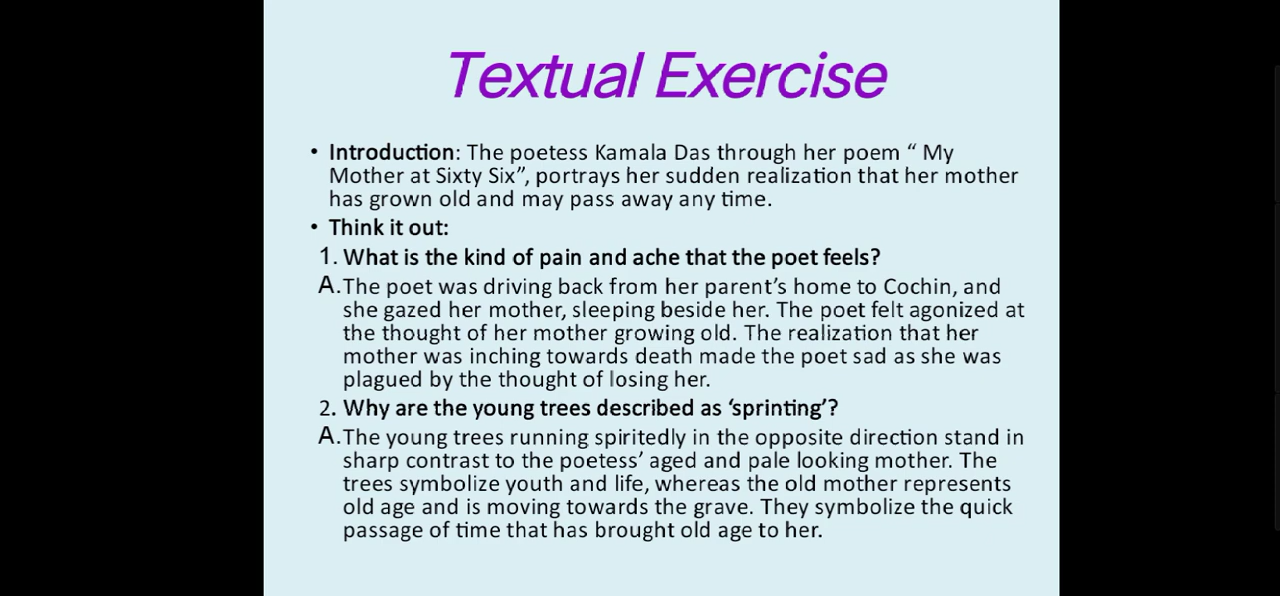 Textual Exercise
• Introduction: The poetess Kamala Das through her poem “ My
Mother at Sixty Six”, portrays her sudden realization that her mother
has grown old and may pass away any time.
• Think it out:
1. What is the kind of pain and ache that the poet feels?
A.The poet was driving back from her parent’s home to Cochin, and
she gazed her mother, sleeping beside her. The poet felt agonized at
the thought of her mother growing old. The realization that her
mother was inching towards death made the poet sad as she was
plagued by the thought of losing her.
2. Why are the young trees described as ‘sprinting’?
A.The young trees running spiritedly in the opposite direction stand in
sharp contrast to the poetess’ aged and pale looking mother. The
trees symbolize youth and life, whereas the old mother represents
old age and is moving towards the grave. They symbolize the quick
passage of time that has brought old age to her.